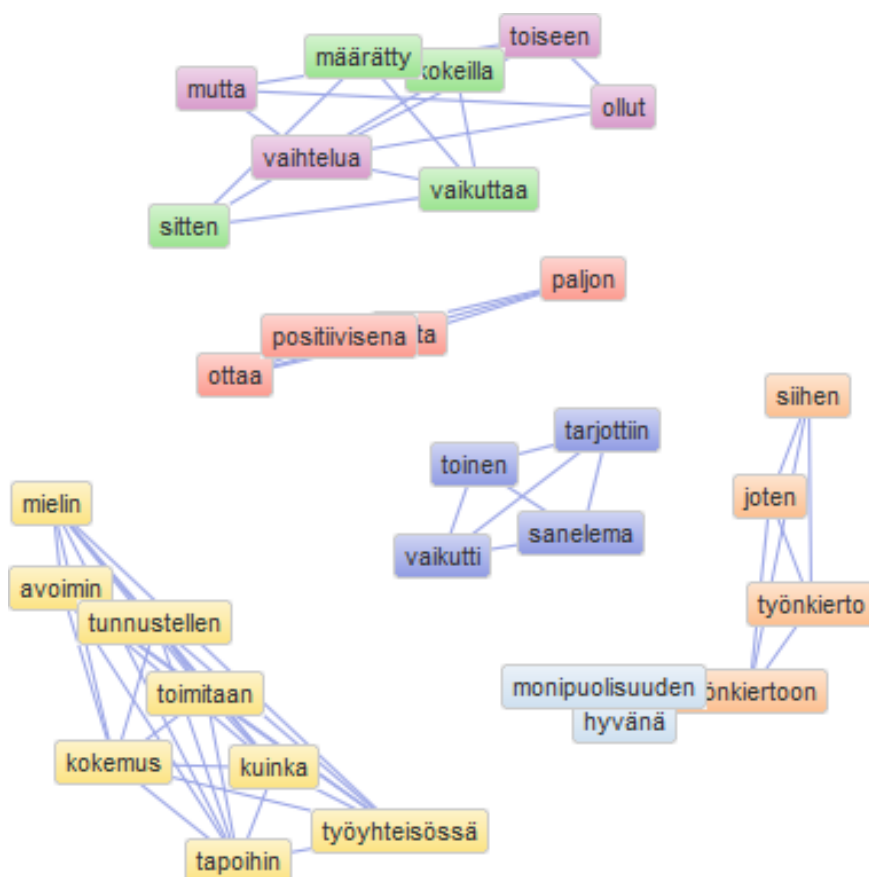 toiseen
määrätty
kokeilla
mutta
ollut
vaihtelua
vaikuttaa
sitten
paljon
positiivisena
ottaa
siihen
tarjottiin
toinen
joten
mielin
sanelema
vaikutti
avoimin
työnkierto
tunnustellen
monipuolisuuden
toimitaan
hyvänä
kokemus
kuinka
työyhteisössä
tapoihin